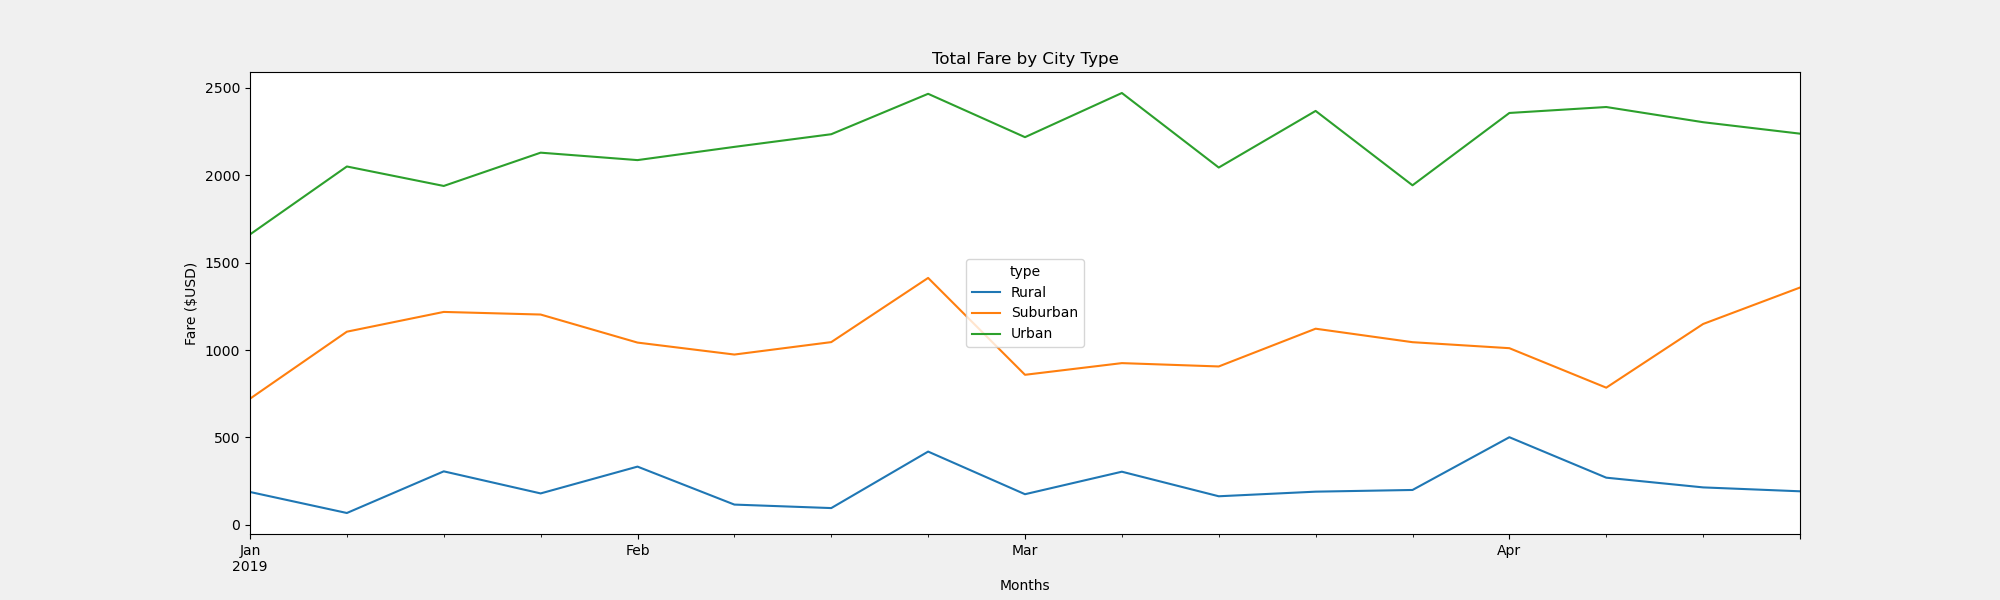 Total Fare by City Type
2500
2000
1500
1000
500
0
Fare ($USD)
type
Rural
Suburban
Urban
Jan
2019
Feb
Mar
Apr
Months